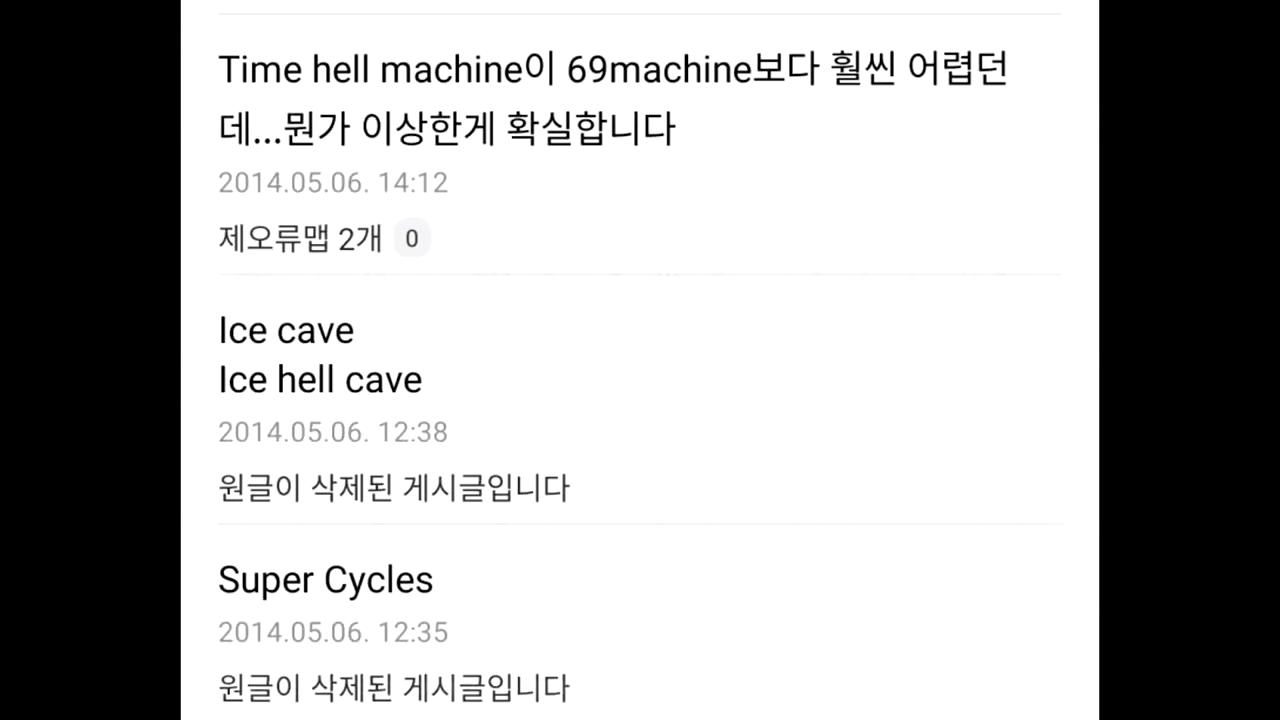 Time hell machine이 69machine보다 훨씬 어렵던
데...뭔가 이상한게 확실합니다
2014.05.06. 14:12
제오류맵 2개 0
Ice cave
Ice hell cave
2014.05.06. 12:38
원글이 삭제된 게시글입니다
Super Cycles
2014.05.06. 12:35
원글이 삭제된 게시글입니다